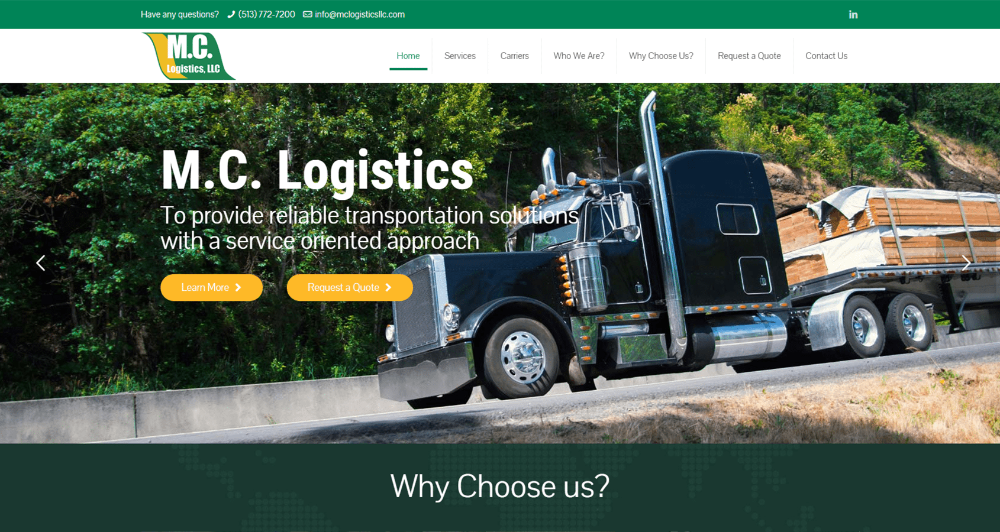 Have any questions? (513) 772-7200 info@mclogisticsllc.com in
M.C.
Logistics, LLC
Home Services Carriers Who We Are? Why Choose Us? Request a Quote Contact Us
M.C. Logistics
To provide reliable transportation solutions
with a service oriented approach
Learn More Request a Quote
Why Choose us?